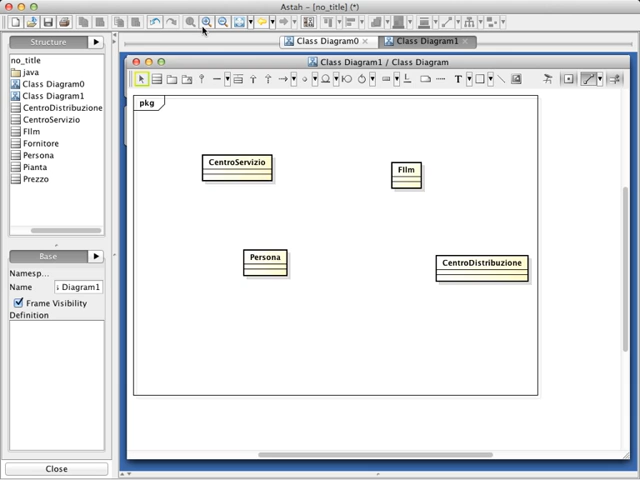 Astah - [no_title] (*)
Structure
Class Diagram0
Class Diagram1
no_title
java
Class Diagram0
Class Diagram1
CentroDistribuzione
CentroServizio
FIlm
Fornitore
Persona
Pianta
Prezzo
Class Diagram1 / Class Diagram
T
pkg
CentroServizio
FIlm
Persona
CentroDistribuzione
Base
Namesp...
Name
Diagram1
Frame Visibility
Definition
Close